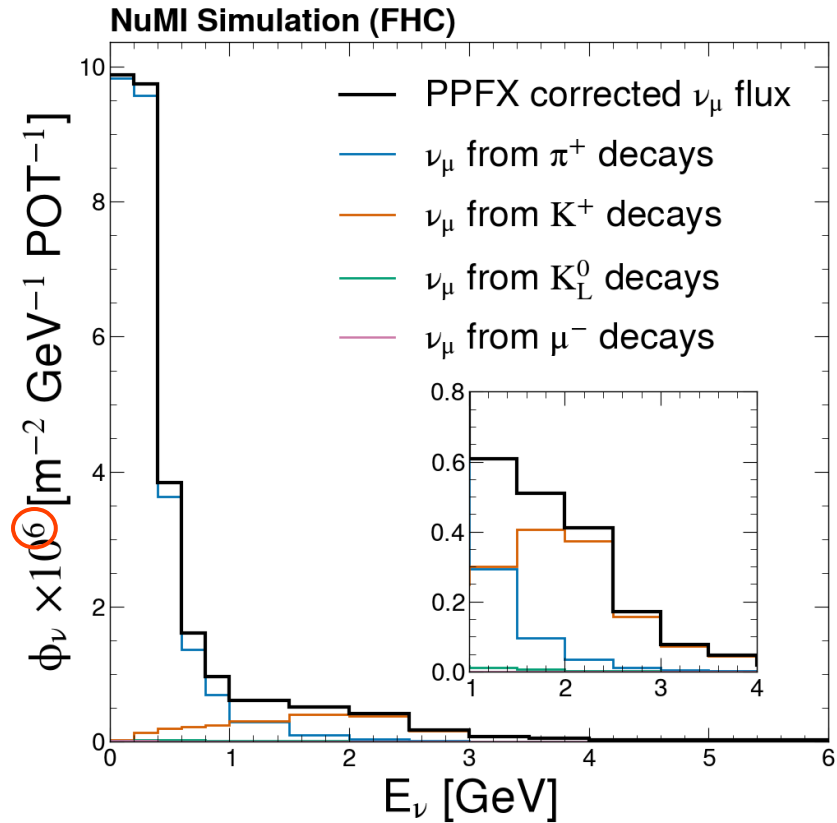 NuMI Simulation (FHC)
PPFX corrected νμ flux
νμ from π⁺ decays
νμ from K⁺ decays
νμ from K⁰L decays
νμ from μ⁻ decays
ϕν ×10⁶ [m⁻² GeV⁻¹ POT⁻¹]
10
8
6
4
2
0
0.8
0.6
0.4
0.2
0.0
1 2 3 4
0 1 2 3 4 5 6
Eν [GeV]